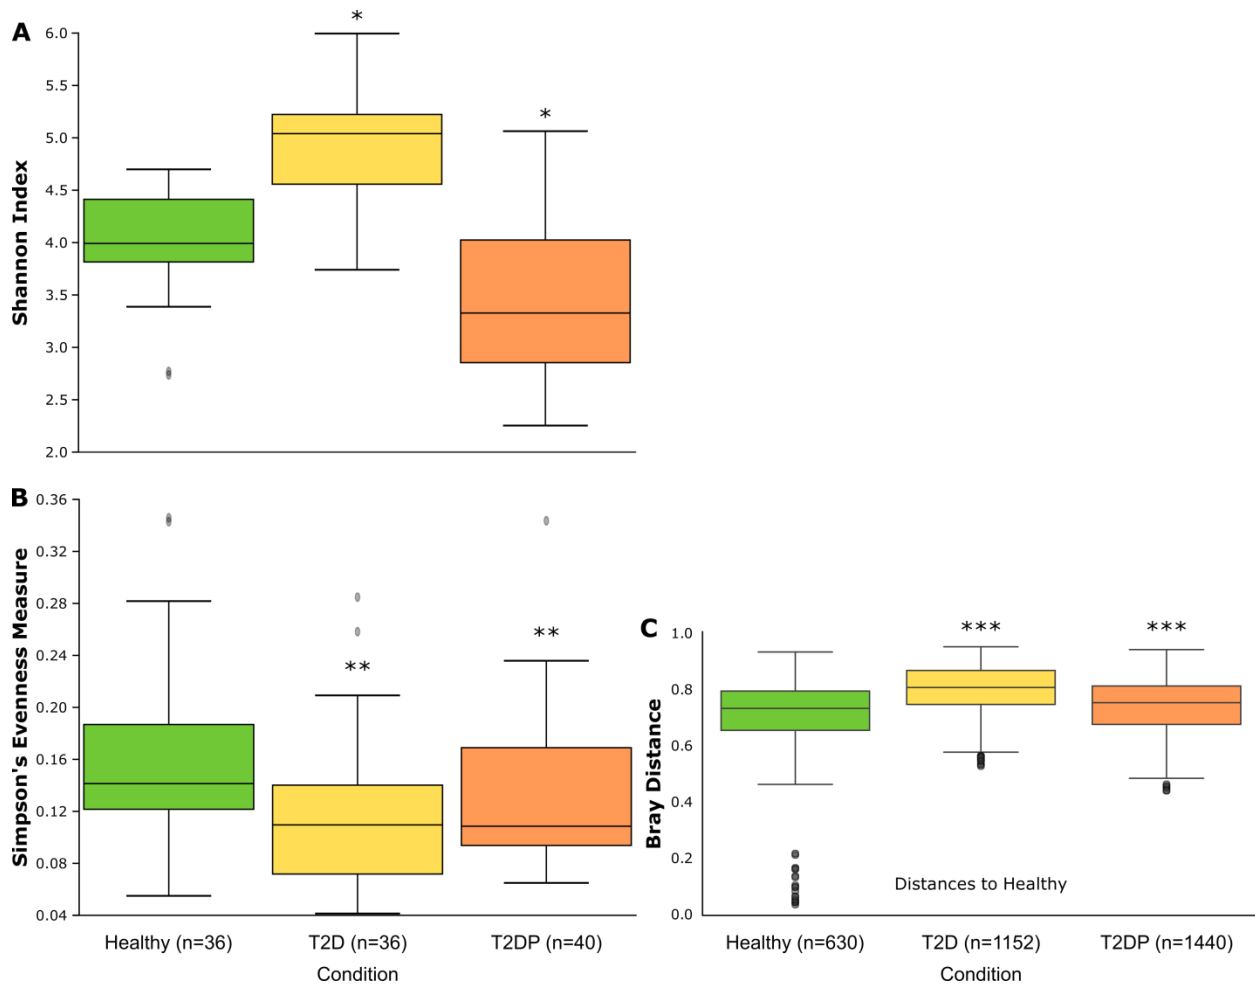 A
Shannon Index
6.0
5.5
5.0
4.5
4.0
3.5
3.0
2.5
2.0
*
*
B
Simpson's Evenness Measure
0.36
0.32
0.28
0.24
0.20
0.16
0.12
0.08
0.04
**
**
Healthy (n=36)
T2D (n=36)
T2DP (n=40)
Condition
C
Bray Distance
1.0
0.8
0.6
0.4
0.2
0.0
***
***
Distances to Healthy
Healthy (n=630)
T2D (n=1152)
T2DP (n=1440)
Condition